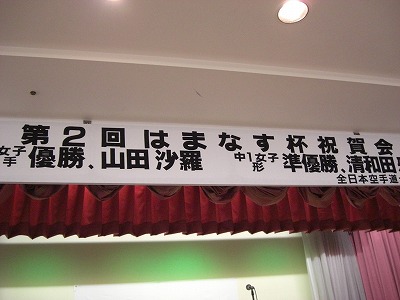 第2回はまなす杯祝賀会
女子
手 優勝、山田沙羅 中1女子
形 準優勝、清和田
全日本空手道